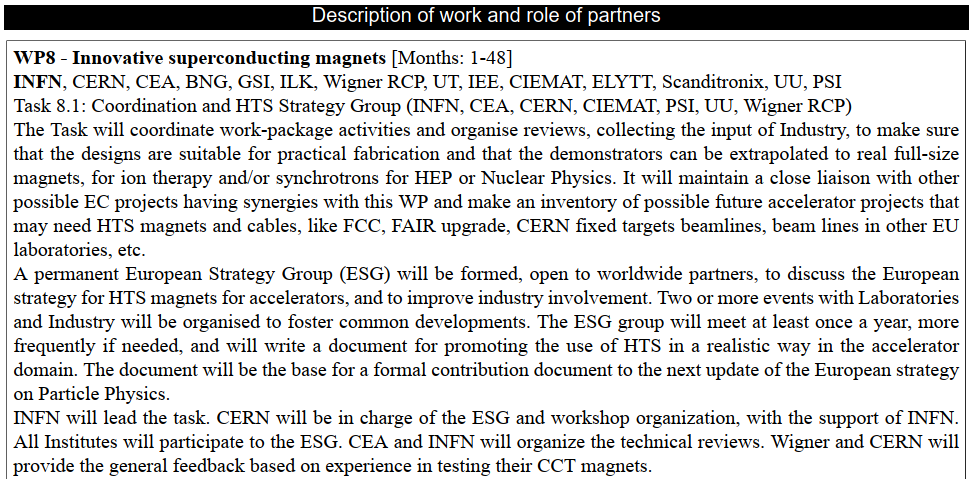 Description of work and role of partners
WP8 - Innovative superconducting magnets [Months: 1-48]
INFN, CERN, CEA, BNG, GSI, ILK, Wigner RCP, UT, IEE, CIEMAT, ELYTT, Scanditronix, UU, PSI
Task 8.1: Coordination and HTS Strategy Group (INFN, CEA, CERN, CIEMAT, PSI, UU, Wigner RCP)
The Task will coordinate work-package activities and organise reviews, collecting the input of Industry, to make sure
that the designs are suitable for practical fabrication and that the demonstrators can be extrapolated to real full-size
magnets, for ion therapy and/or synchrotrons for HEP or Nuclear Physics. It will maintain a close liaison with other
possible EC projects having synergies with this WP and make an inventory of possible future accelerator projects that
may need HTS magnets and cables, like FCC, FAIR upgrade, CERN fixed targets beamlines, beam lines in other EU
laboratories, etc.
A permanent European Strategy Group (ESG) will be formed, open to worldwide partners, to discuss the European
strategy for HTS magnets for accelerators, and to improve industry involvement. Two or more events with Laboratories
and Industry will be organised to foster common developments. The ESG group will meet at least once a year, more
frequently if needed, and will write a document for promoting the use of HTS in a realistic way in the accelerator
domain. The document will be the base for a formal contribution document to the next update of the European strategy
on Particle Physics.
INFN will lead the task. CERN will be in charge of the ESG and workshop organization, with the support of INFN.
All Institutes will participate to the ESG. CEA and INFN will organize the technical reviews. Wigner and CERN will
provide the general feedback based on experience in testing their CCT magnets.